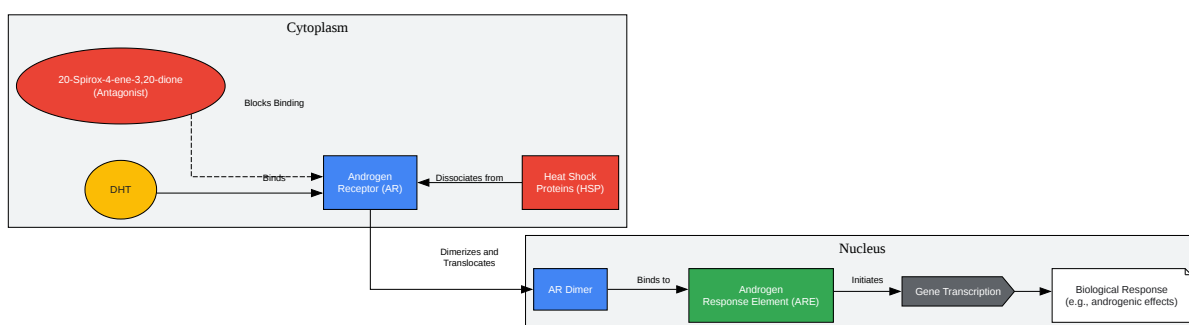 Cytoplasm
20-Spirox-4-ene-3,20-dione
(Antagonist)
Blocks Binding
DHT
Binds
Androgen
Receptor (AR)
Dissociates from
Heat Shock
Proteins (HSP)
Dimerizes and
Translocates
Nucleus
AR Dimer
Binds to
Androgen
Response Element (ARE)
Initiates
Gene Transcription
Biological Response
(e.g., androgenic effects)